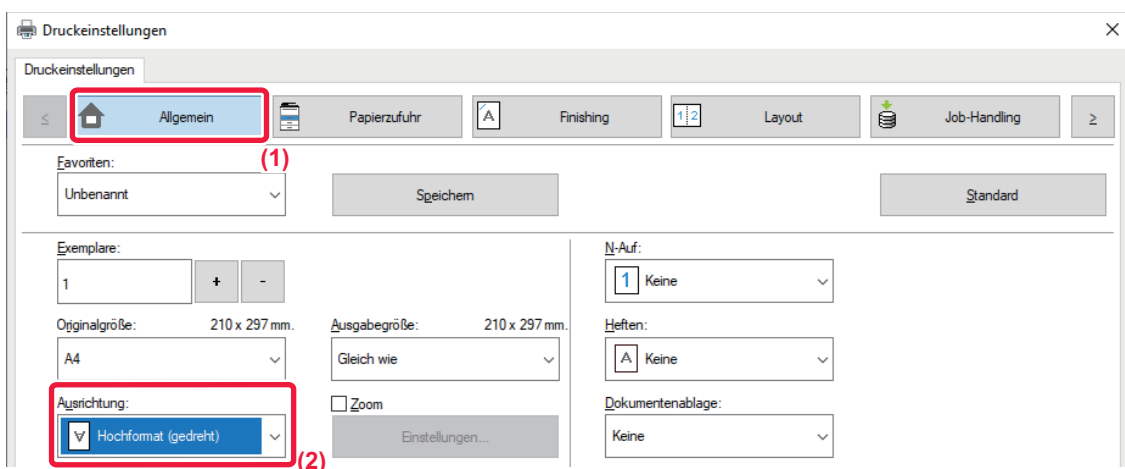 Druckeinstellungen
Druckeinstellungen
< Allgemein Papierzufuhr A Finishing 1 2 Layout Job-Handling >
(1)
Favoriten:
Unbenannt Speichern Standard
Exemplare: N-Auf:
1 + - 1 Keine
Originalgröße: 210 x 297 mm. Ausgabegröße: 210 x 297 mm. Heften:
A4 Gleich wie A Keine
Ausrichtung: Zoom Dokumentenablage:
A Hochformat (gedreht) Einstellungen... Keine
(2)